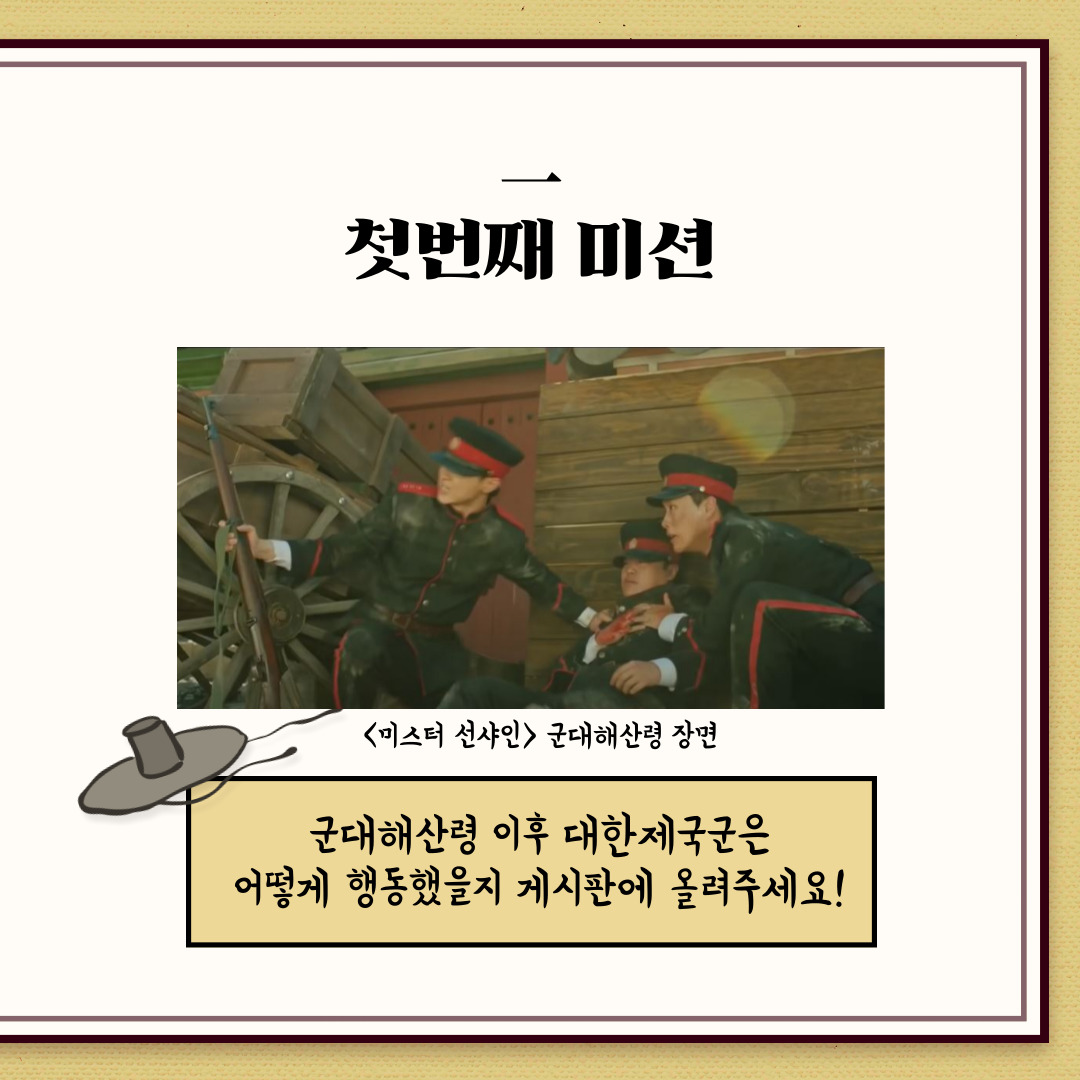 一
첫번째 미션
<미스터 선샤인> 군대해산령 장면
군대해산령 이후 대한제국군은
어떻게 행동했을지 게시판에 올려주세요!